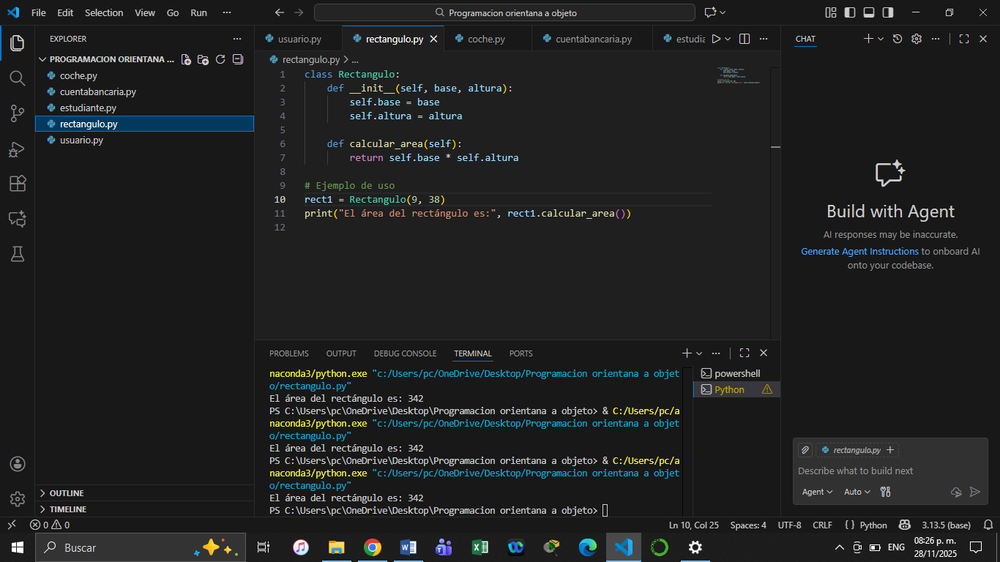 File Edit Selection View Go Run ···
Programacion orientana a objeto
EXPLORER
PROGRAMACION ORIENTANA ...
coche.py
cuentabancaria.py
estudiante.py
rectangulo.py
usuario.py
OUTLINE
TIMELINE
usuario.py rectangulo.py coche.py cuentabancaria.py estudia
rectangulo.py > ...
1 class Rectangulo:
2 def __init__(self, base, altura):
3 self.base = base
4 self.altura = altura
5
6 def calcular_area(self):
7 return self.base * self.altura
8
9 # Ejemplo de uso
10 rect1 = Rectangulo(9, 38)
11 print("El área del rectángulo es:", rect1.calcular_area())
12
PROBLEMS OUTPUT DEBUG CONSOLE TERMINAL PORTS
naconda3/python.exe "c:/Users/pc/OneDrive/Desktop/Programacion orientana a objet
o/rectangulo.py"
El área del rectángulo es: 342
PS C:\Users\pc\OneDrive\Desktop\Programacion orientana a objeto> & C:/Users/pc/a
naconda3/python.exe "c:/Users/pc/OneDrive/Desktop/Programacion orientana a objet
o/rectangulo.py"
El área del rectángulo es: 342
PS C:\Users\pc\OneDrive\Desktop\Programacion orientana a objeto> & C:/Users/pc/a
naconda3/python.exe "c:/Users/pc/OneDrive/Desktop/Programacion orientana a objet
o/rectangulo.py"
El área del rectángulo es: 342
PS C:\Users\pc\OneDrive\Desktop\Programacion orientana a objeto>
powershell
Python
CHAT
Build with Agent
AI responses may be inaccurate.
Generate Agent Instructions to onboard AI
onto your codebase.
rectangulo.py
Describe what to build next
Agent Auto
0 0 Ln 10, Col 25 Spaces: 4 UTF-8 CRLF { } Python 3.13.5 (base)
Buscar
ENG
08:26 p. m.
28/11/2025